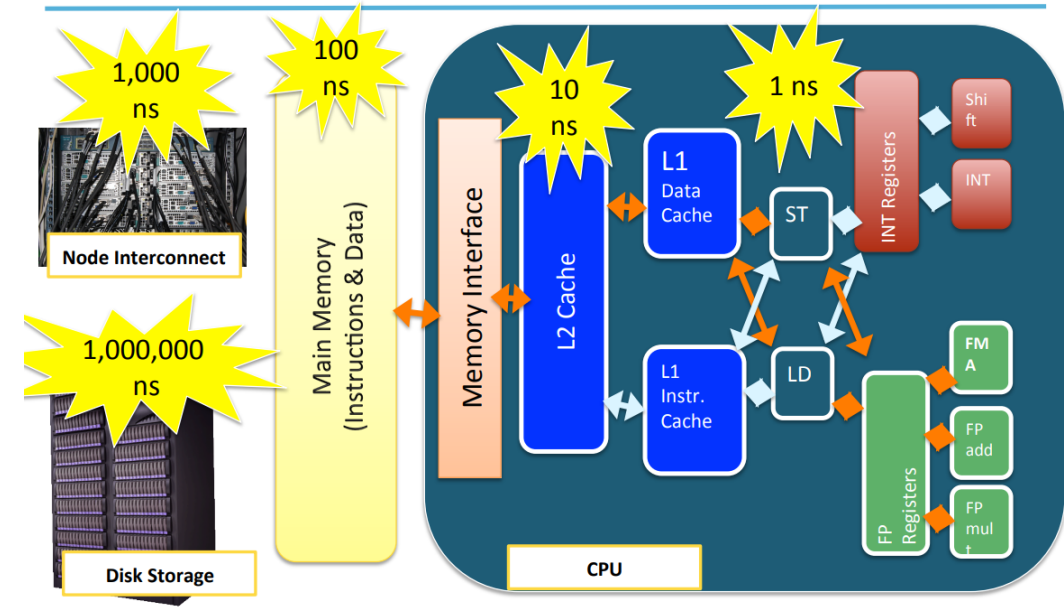 1,000
ns
Node Interconnect
1,000,000
ns
Disk Storage
100
ns
Main Memory
(Instructions & Data)
Memory Interface
10
ns
L2 Cache
L1
Data
Cache
L1
Instr.
Cache
1 ns
ST
LD
INT Registers
Shi
ft
INT
FP
Registers
FM
A
FP
add
FP
mul
t
CPU